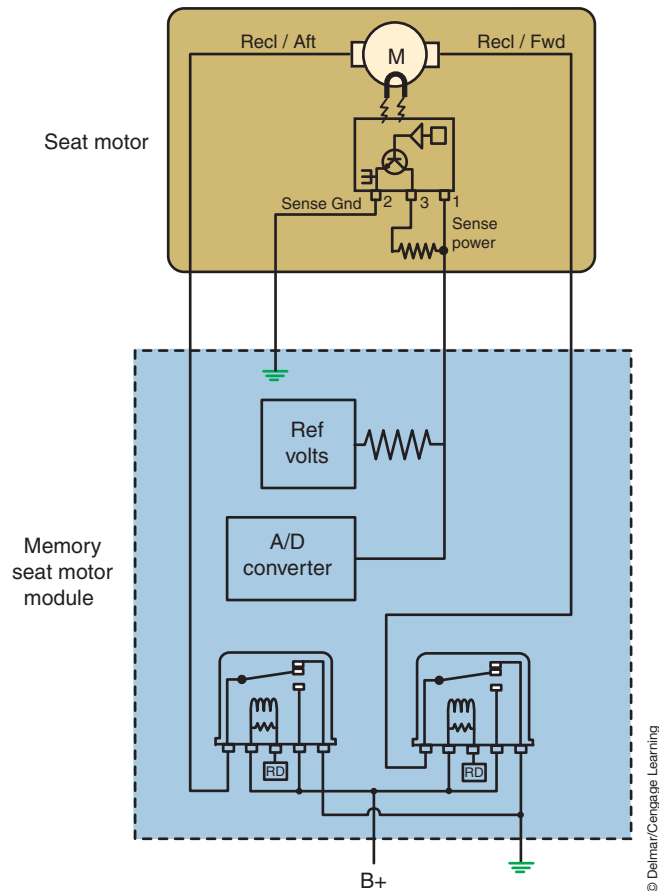 Recl / Aft
M
Recl / Fwd
Seat motor
Sense Gnd
2
3
1
Sense
power
Ref
volts
A/D
converter
Memory
seat motor
module
RD
RD
B+
© Delmar/Cengage Learning